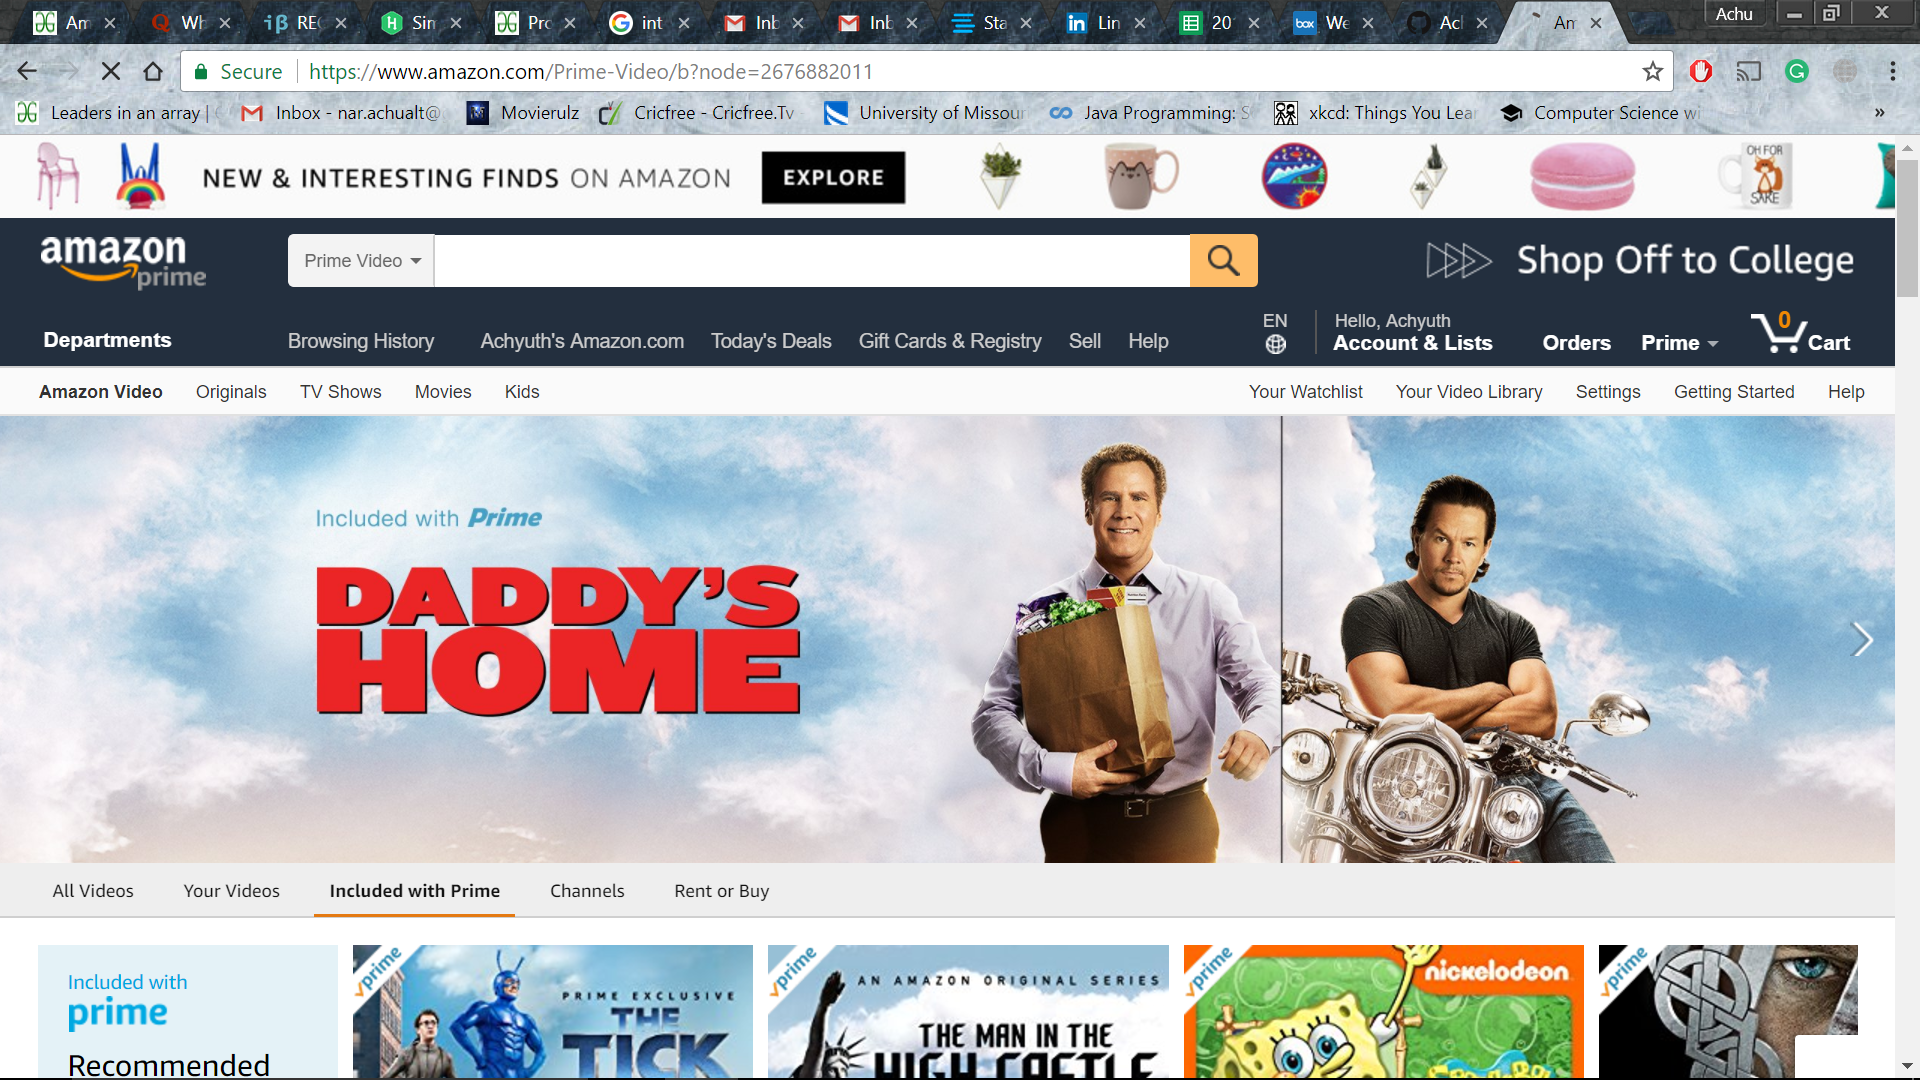 An
Wh
REC
Sin
Pro
int
Inb
Inb
Sta
Lin
20
We
Acl
An
Achu
Secure
https://www.amazon.com/Prime-Video/b?node=2676882011
Leaders in an array |
Inbox - nar.achualt@
Movierulz
Cricfree - Cricfree.Tv
University of Missour
Java Programming: S
xkcd: Things You Lear
Computer Science wi
»
NEW & INTERESTING FINDS ON AMAZON
EXPLORE
OH FOR
SAKE
amazon
prime
Prime Video
Shop Off to College
Departments
Browsing History
Achyuth's Amazon.com
Today's Deals
Gift Cards & Registry
Sell
Help
EN
Hello, Achyuth
Account & Lists
Orders
Prime
0
Cart
Amazon Video
Originals
TV Shows
Movies
Kids
Your Watchlist
Your Video Library
Settings
Getting Started
Help
Included with Prime
DADDY'S
HOME
All Videos
Your Videos
Included with Prime
Channels
Rent or Buy
Included with
prime
Recommended
prime
PRIME EXCLUSIVE
THE
TICK
prime
AN AMAZON ORIGINAL SERIES
THE MAN IN THE
HIGH CASTLE
prime
nickelodeon
prime